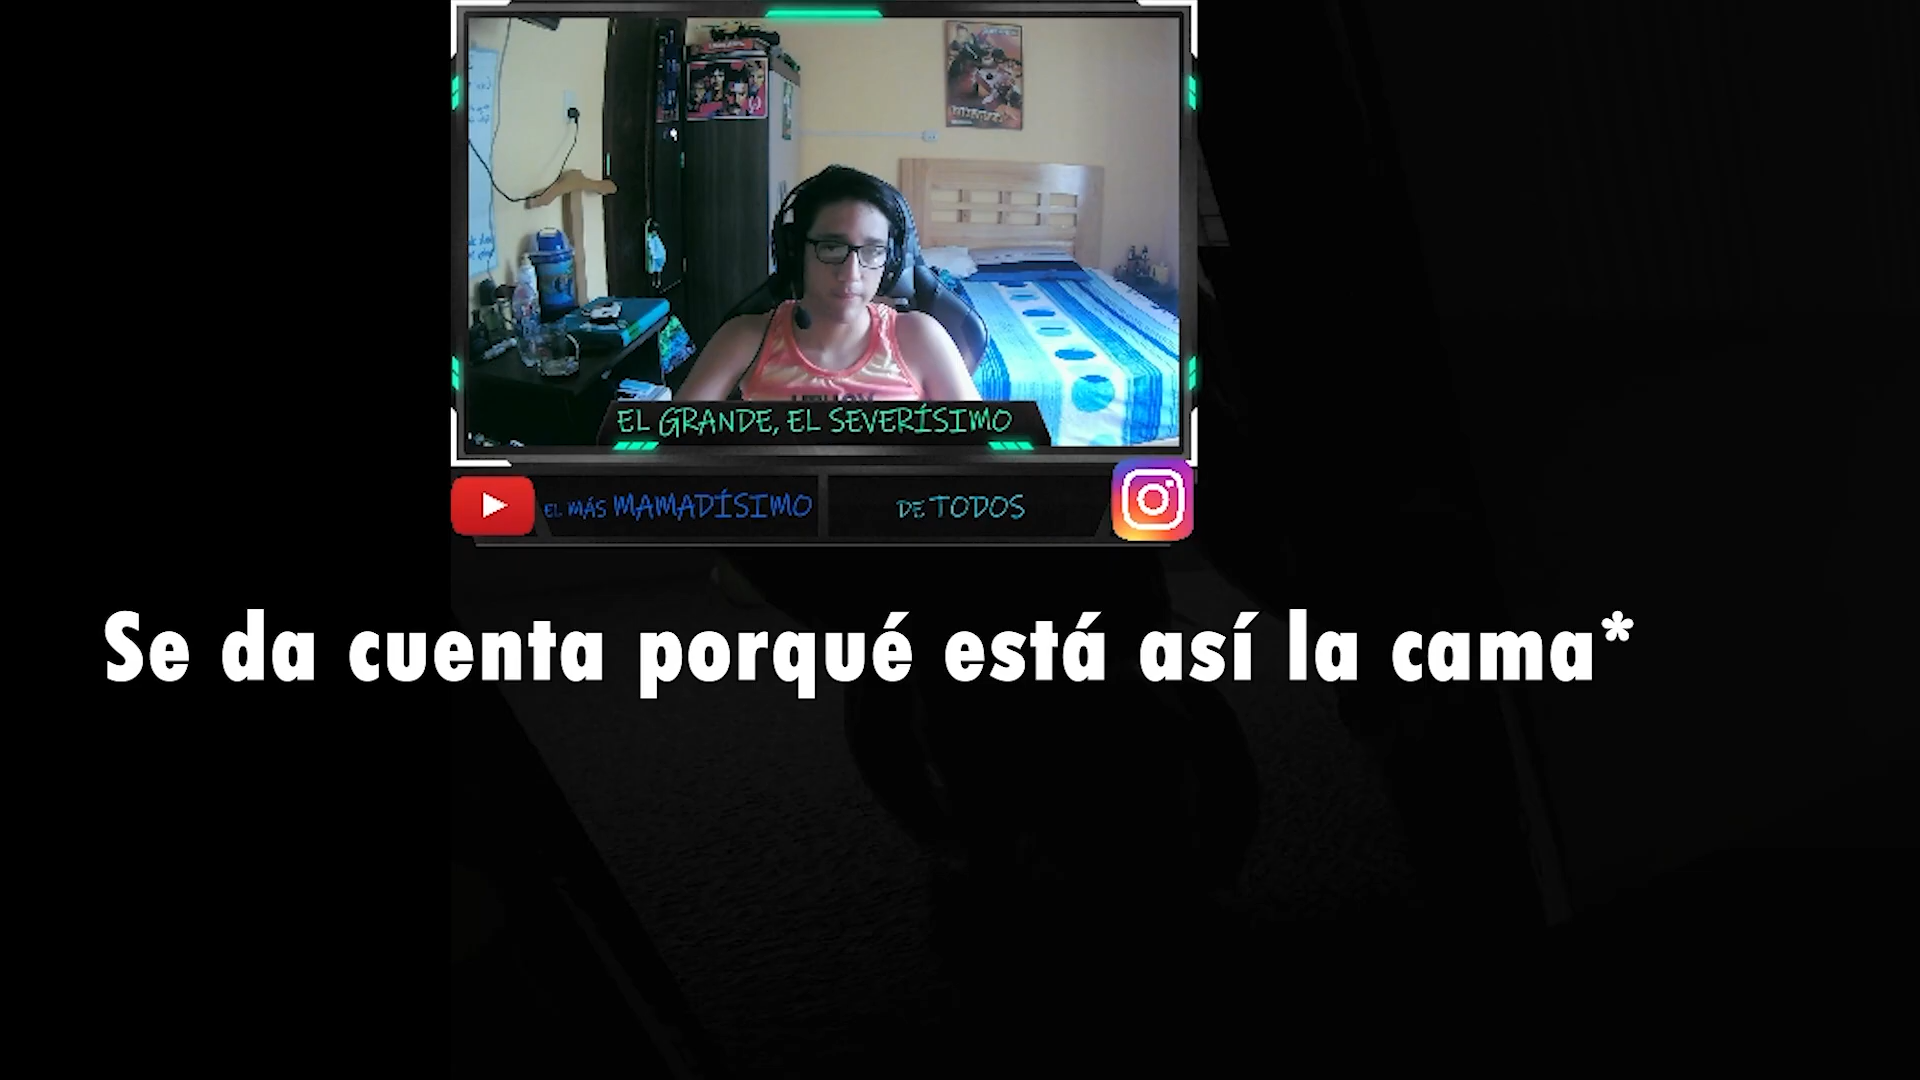 EL GRANDE, EL SEVERÍSIMO
EL MÁS MAMADÍSIMO
DE TODOS
Se da cuenta porqué está así la cama*